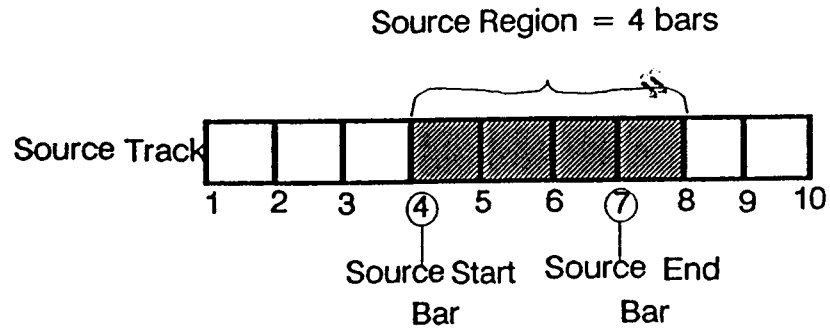 Source Region = 4 bars
Source Track
1 2 3 4 5 6 7 8 9 10
Source Start Bar
Source End Bar